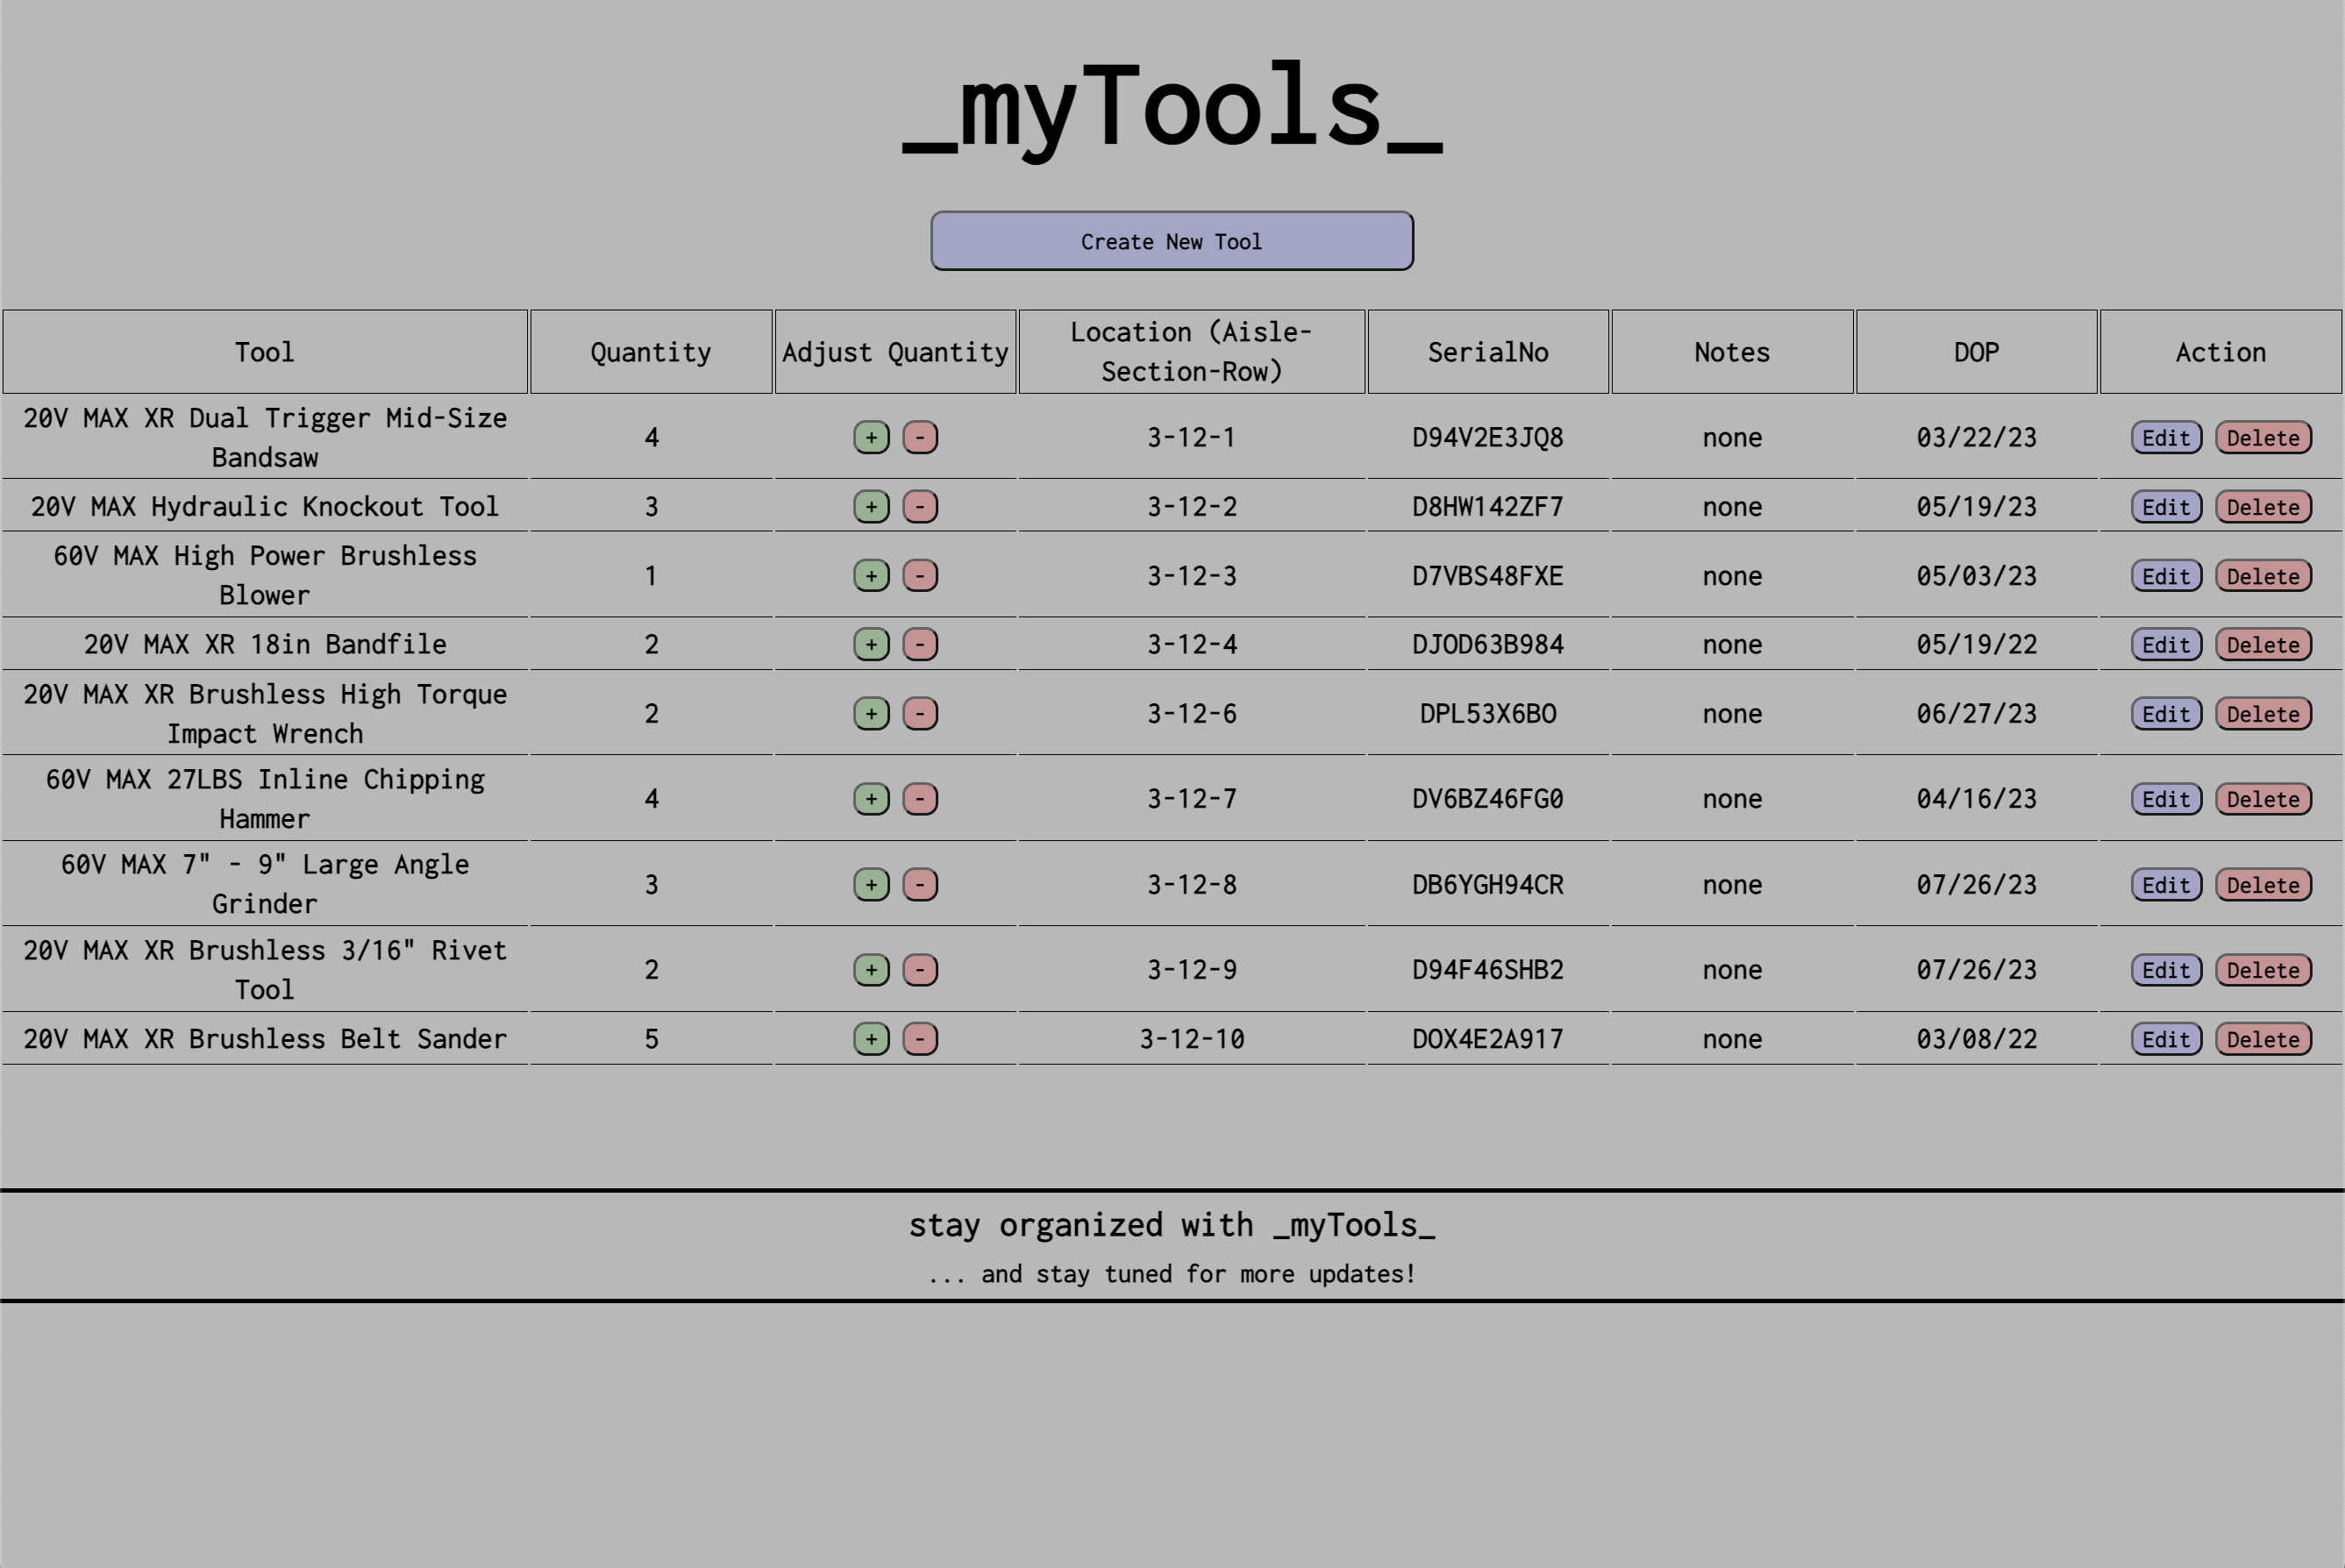 _myTools_
Create New Tool
Tool Quantity Adjust Quantity Location (Aisle-Section-Row) SerialNo Notes DOP Action
20V MAX XR Dual Trigger Mid-Size Bandsaw 4 + - 3-12-1 D94V2E3JQ8 none 03/22/23 Edit Delete
20V MAX Hydraulic Knockout Tool 3 + - 3-12-2 D8HW142ZF7 none 05/19/23 Edit Delete
60V MAX High Power Brushless Blower 1 + - 3-12-3 D7VBS48FXE none 05/03/23 Edit Delete
20V MAX XR 18in Bandfile 2 + - 3-12-4 DJOD63B984 none 05/19/22 Edit Delete
20V MAX XR Brushless High Torque Impact Wrench 2 + - 3-12-6 DPL53X6BO none 06/27/23 Edit Delete
60V MAX 27LBS Inline Chipping Hammer 4 + - 3-12-7 DV6BZ46FG0 none 04/16/23 Edit Delete
60V MAX 7" - 9" Large Angle Grinder 3 + - 3-12-8 DB6YGH94CR none 07/26/23 Edit Delete
20V MAX XR Brushless 3/16" Rivet Tool 2 + - 3-12-9 D94F46SHB2 none 07/26/23 Edit Delete
20V MAX XR Brushless Belt Sander 5 + - 3-12-10 DOX4E2A917 none 03/08/22 Edit Delete
stay organized with _myTools_
... and stay tuned for more updates!